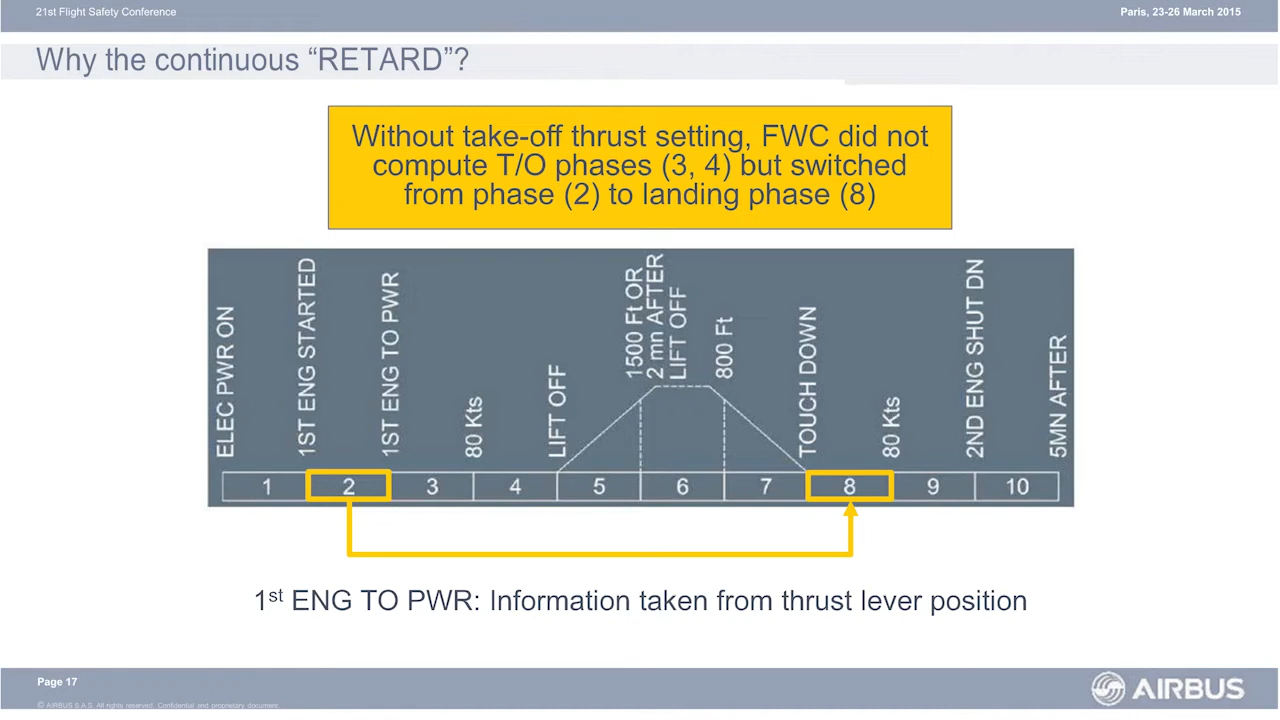 21st Flight Safety Conference
Paris, 23-26 March 2015
Why the continuous “RETARD”?
Without take-off thrust setting, FWC did not
compute T/O phases (3, 4) but switched
from phase (2) to landing phase (8)
ELEC PWR ON
1ST ENG STARTED
1ST ENG TO PWR
80 Kts
LIFT OFF
1500 Ft OR
2 mn AFTER
LIFT OFF
800 Ft
TOUCH DOWN
80 Kts
2ND ENG SHUT DN
5MN AFTER
1 2 3 4 5 6 7 8 9 10
1st ENG TO PWR: Information taken from thrust lever position
Page 17
AIRBUS
© AIRBUS S.A.S. All rights reserved. Confidential and proprietary document.